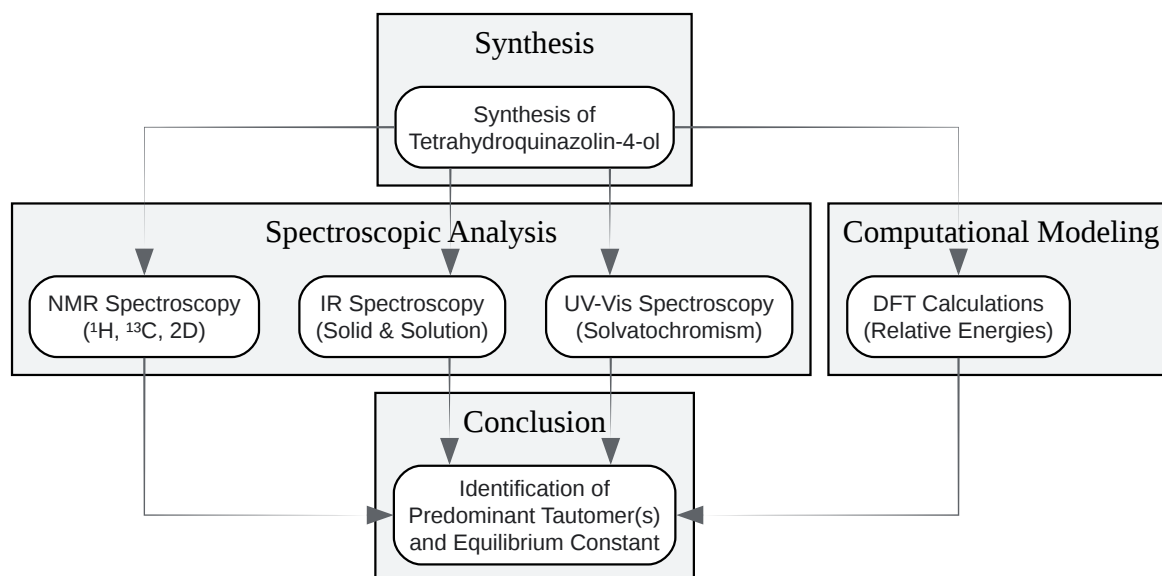 Synthesis
Synthesis of
Tetrahydroquinazolin-4-ol
Spectroscopic Analysis
NMR Spectroscopy
(¹H, ¹³C, 2D)
IR Spectroscopy
(Solid & Solution)
UV-Vis Spectroscopy
(Solvatochromism)
Computational Modeling
DFT Calculations
(Relative Energies)
Conclusion
Identification of
Predominant Tautomer(s)
and Equilibrium Constant